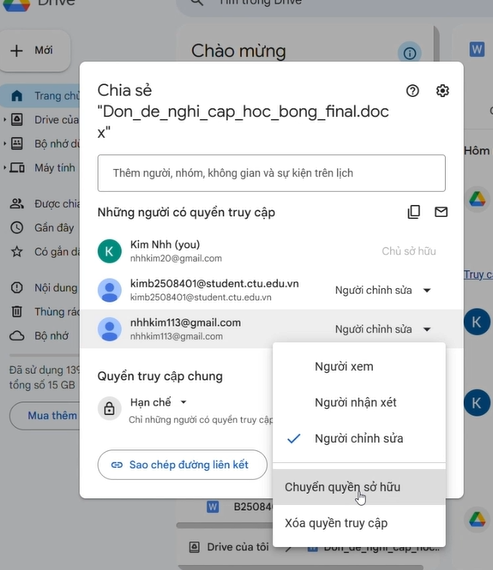 Drive
Tìm trong Drive
Mới
Chào mừng
Trang chủ
Drive của
Bộ nhớ dù
Máy tính
Được chia
Gần đây
Có gắn dấ
Nội dung
Thùng rác
Bộ nhớ
Đã sử dụng 139
tổng số 15 GB
Mua thêm
Chia sẻ
"Don_de_nghi_cap_hoc_bong_final.doc
x"
Thêm người, nhóm, không gian và sự kiện trên lịch
Những người có quyền truy cập
K
Kim Nhh (you)
nhhkim20@gmail.com
Chủ sở hữu
kimb2508401@student.ctu.edu.vn
kimb2508401@student.ctu.edu.vn
Người chỉnh sửa
nhhkim113@gmail.com
nhhkim113@gmail.com
Người chỉnh sửa
Quyền truy cập chung
Hạn chế
Chỉ những người có quyền truy cập
Sao chép đường liên kết
Người xem
Người nhận xét
Người chỉnh sửa
Chuyển quyền sở hữu
Xóa quyền truy cập
W
Hôm
Truy cậ
K
K
W
B25084
Drive của tôi
Don_de_nghi_cap_hoc..